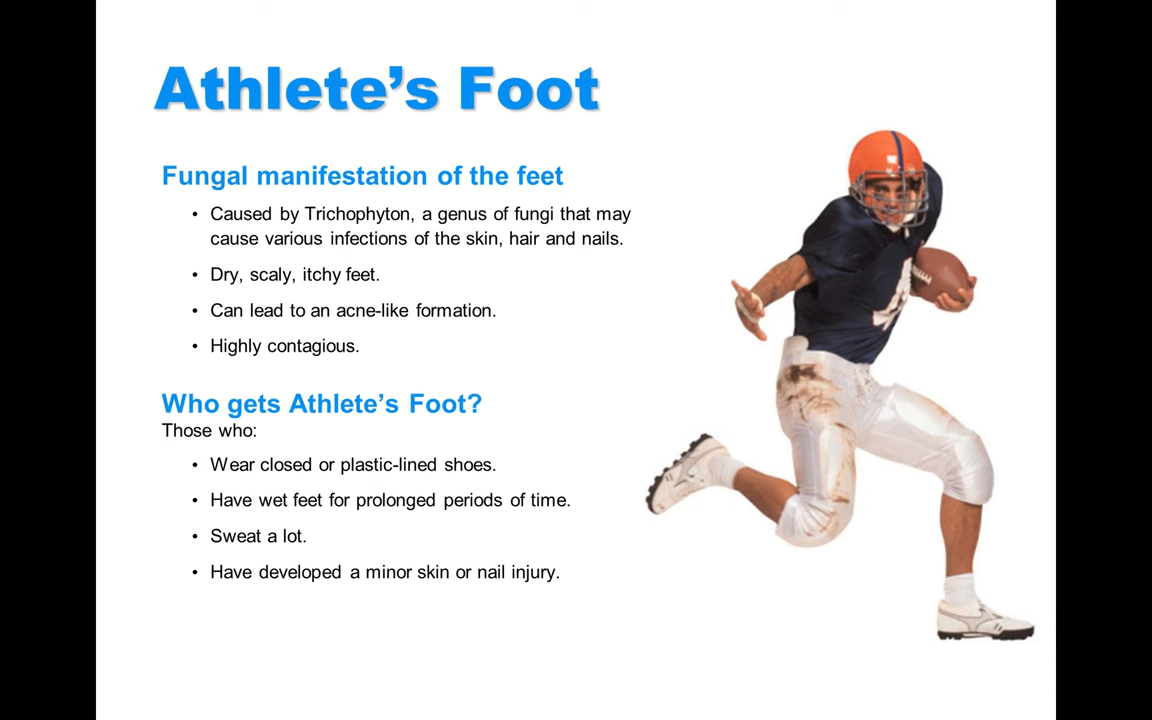 Athlete’s Foot
Fungal manifestation of the feet
• Caused by Trichophyton, a genus of fungi that may
cause various infections of the skin, hair and nails.
• Dry, scaly, itchy feet.
• Can lead to an acne-like formation.
• Highly contagious.
Who gets Athlete’s Foot?
Those who:
• Wear closed or plastic-lined shoes.
• Have wet feet for prolonged periods of time.
• Sweat a lot.
• Have developed a minor skin or nail injury.